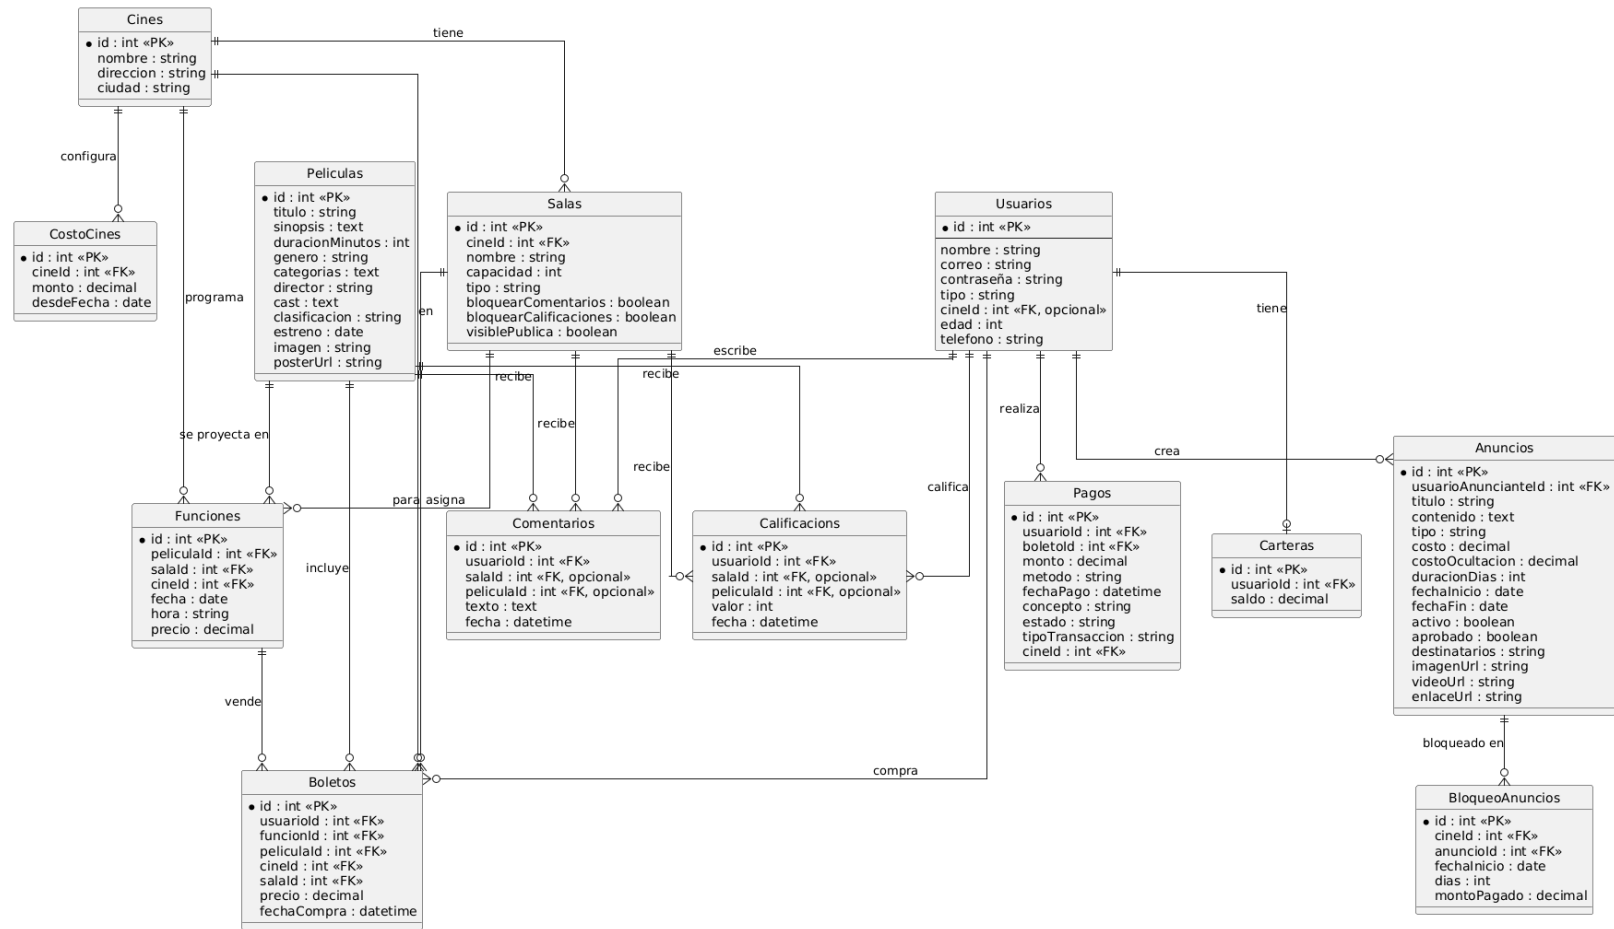 Cines
id : int «PK»
nombre : string
direccion : string
ciudad : string
tiene
configura
programa
CostoCines
id : int «PK»
cineId : int «FK»
monto : decimal
desdeFecha : date
Peliculas
id : int «PK»
titulo : string
sinopsis : text
duracionMinutos : int
genero : string
categorias : text
director : string
cast : text
clasificacion : string
estreno : date
imagen : string
posterUrl : string
Salas
id : int «PK»
cineId : int «FK»
nombre : string
capacidad : int
tipo : string
bloquearComentarios : boolean
bloquearCalificaciones : boolean
visiblePublica : boolean
en
Usuarios
id : int «PK»
nombre : string
correo : string
contraseña : string
tipo : string
cineId : int «FK, opcional»
edad : int
telefono : string
tiene
escribe
recibe
recibe
recibe
recibe
realiza
califica
crea
se proyecta en
para asigna
incluye
Funciones
id : int «PK»
peliculaId : int «FK»
salaId : int «FK»
cineId : int «FK»
fecha : date
hora : string
precio : decimal
Comentarios
id : int «PK»
usuarioId : int «FK»
salaId : int «FK, opcional»
peliculaId : int «FK, opcional»
texto : text
fecha : datetime
Calificacions
id : int «PK»
usuarioId : int «FK»
salaId : int «FK, opcional»
peliculaId : int «FK, opcional»
valor : int
fecha : datetime
Pagos
id : int «PK»
usuarioId : int «FK»
boletoId : int «FK»
monto : decimal
metodo : string
fechaPago : datetime
concepto : string
estado : string
tipoTransaccion : string
cineId : int «FK»
Carteras
id : int «PK»
usuarioId : int «FK»
saldo : decimal
Anuncios
id : int «PK»
usuarioAnuncianteId : int «FK»
titulo : string
contenido : text
tipo : string
costo : decimal
costoOcultacion : decimal
duracionDias : int
fechaInicio : date
fechaFin : date
activo : boolean
aprobado : boolean
destinatarios : string
imagenUrl : string
videoUrl : string
enlaceUrl : string
vende
compra
bloqueado en
Boletos
id : int «PK»
usuarioId : int «FK»
funcionId : int «FK»
peliculaId : int «FK»
cineId : int «FK»
salaId : int «FK»
precio : decimal
fechaCompra : datetime
BloqueoAnuncios
id : int «PK»
cineId : int «FK»
anuncioId : int «FK»
fechaInicio : date
dias : int
montoPagado : decimal